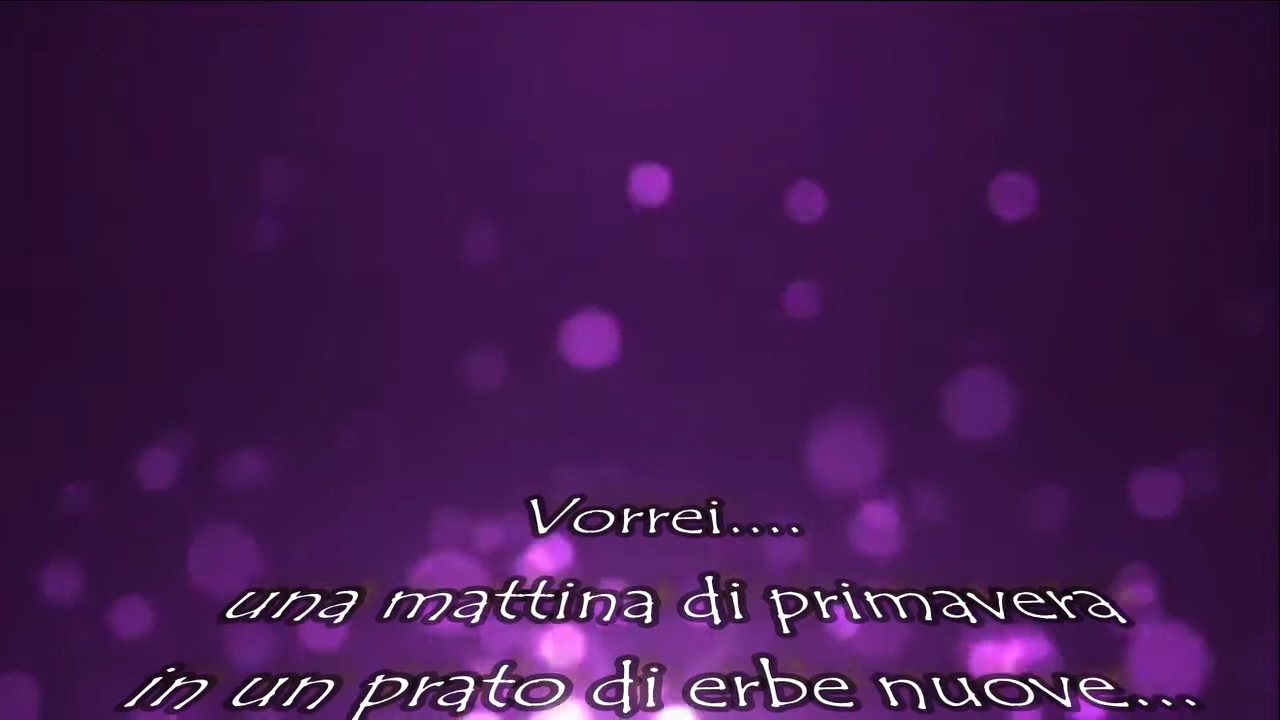 Vorrei....
una mattina di primavera
in un prato di erbe nuove...